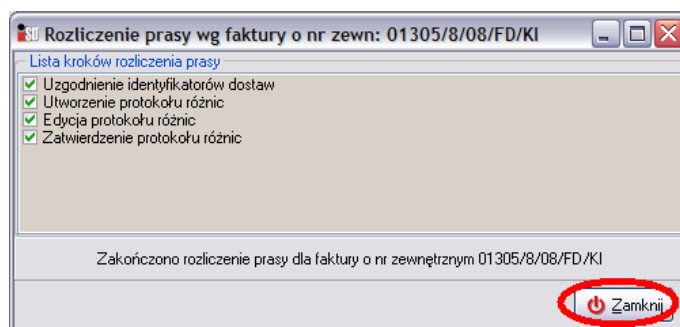 Rozliczenie prasy wg faktury o nr zewn: 01305/8/08/FD/KI
Lista kroków rozliczenia prasy
Uzgodnienie identyfikatorów dostaw
Utworzenie protokołu różnic
Edycja protokołu różnic
Zatwierdzenie protokołu różnic
Zakończono rozliczenie prasy dla faktury o nr zewnętrznym 01305/8/08/FD/KI
Zamknij